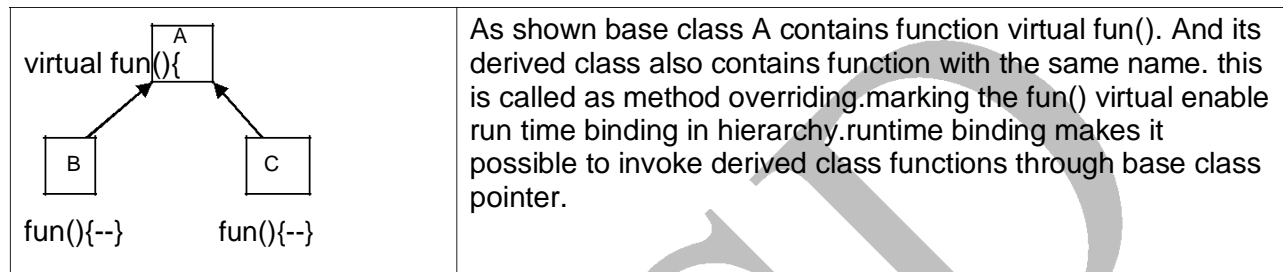 A
virtual fun(){
B
C
fun(){--}
fun(){--}
As shown base class A contains function virtual fun(). And its
derived class also contains function with the same name. this
is called as method overriding.marking the fun() virtual enable
run time binding in hierarchy.runtime binding makes it
possible to invoke derived class functions through base class
pointer.